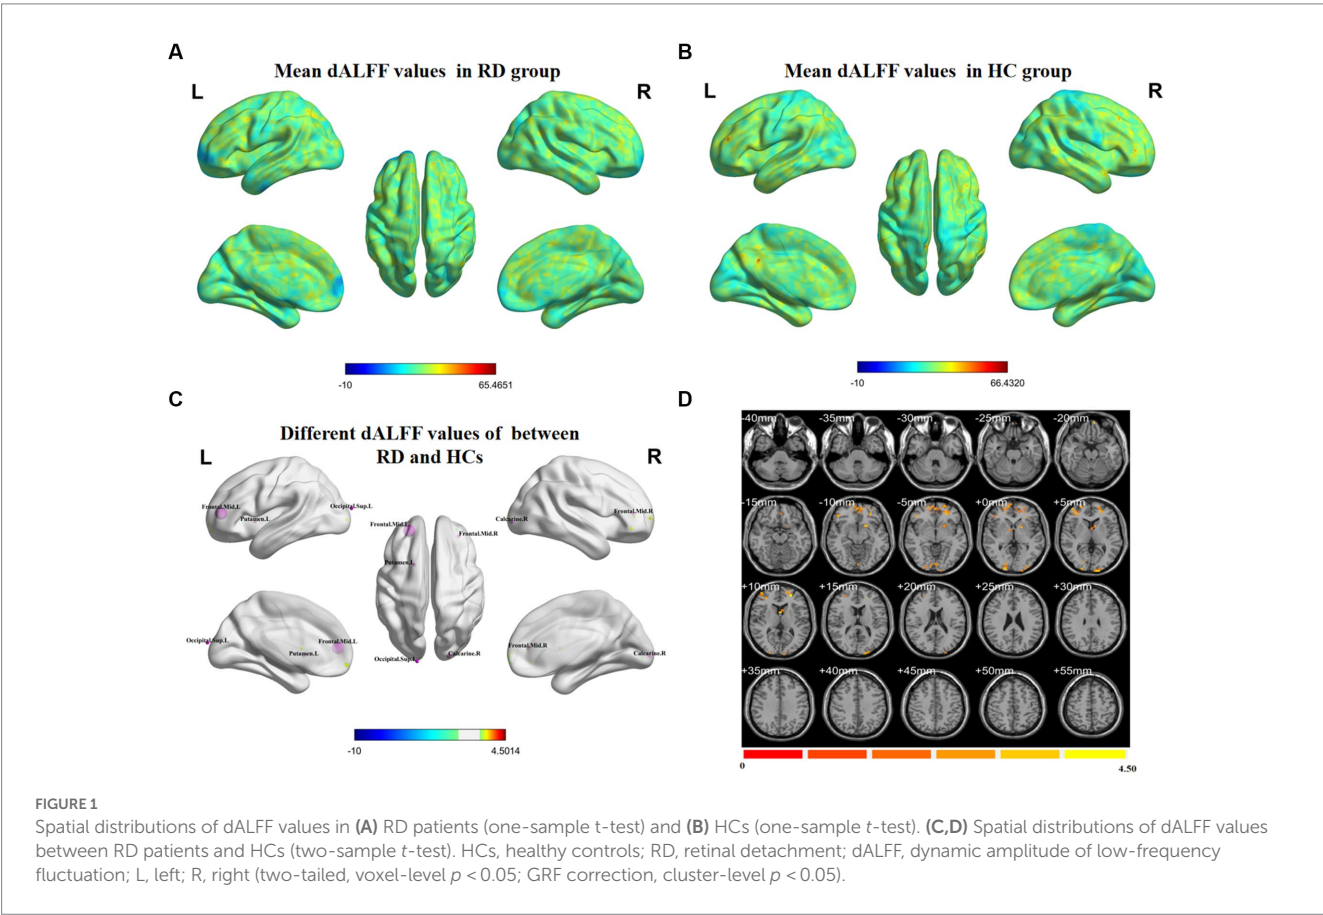 A
Mean dALFF values in RD group
L
R
-10
65.4651
B
Mean dALFF values in HC group
L
R
-10
66.4320
C
Different dALFF values of between
RD and HCs
L
R
Frontal.Mid.L
Putamen.L
Occipital.Sup.L
Frontal.Mid.L
Putamen.L
Occipital.Sup.L
Frontal.Mid.R
Calcarine.R
Calcarine.R
Frontal.Mid.R
Occipital.Sup.L
Frontal.Mid.L
Putamen.L
Frontal.Mid.R
Calcarine.R
-10
4.5014
D
-40mm -35mm -30mm -25mm -20mm
-15mm -10mm -5mm +0mm +5mm
+10mm +15mm +20mm +25mm +30mm
+35mm +40mm +45mm +50mm +55mm
0
4.50
FIGURE 1
Spatial distributions of dALFF values in (A) RD patients (one-sample t-test) and (B) HCs (one-sample t-test). (C,D) Spatial distributions of dALFF values
between RD patients and HCs (two-sample t-test). HCs, healthy controls; RD, retinal detachment; dALFF, dynamic amplitude of low-frequency
fluctuation; L, left; R, right (two-tailed, voxel-level p < 0.05; GRF correction, cluster-level p < 0.05).